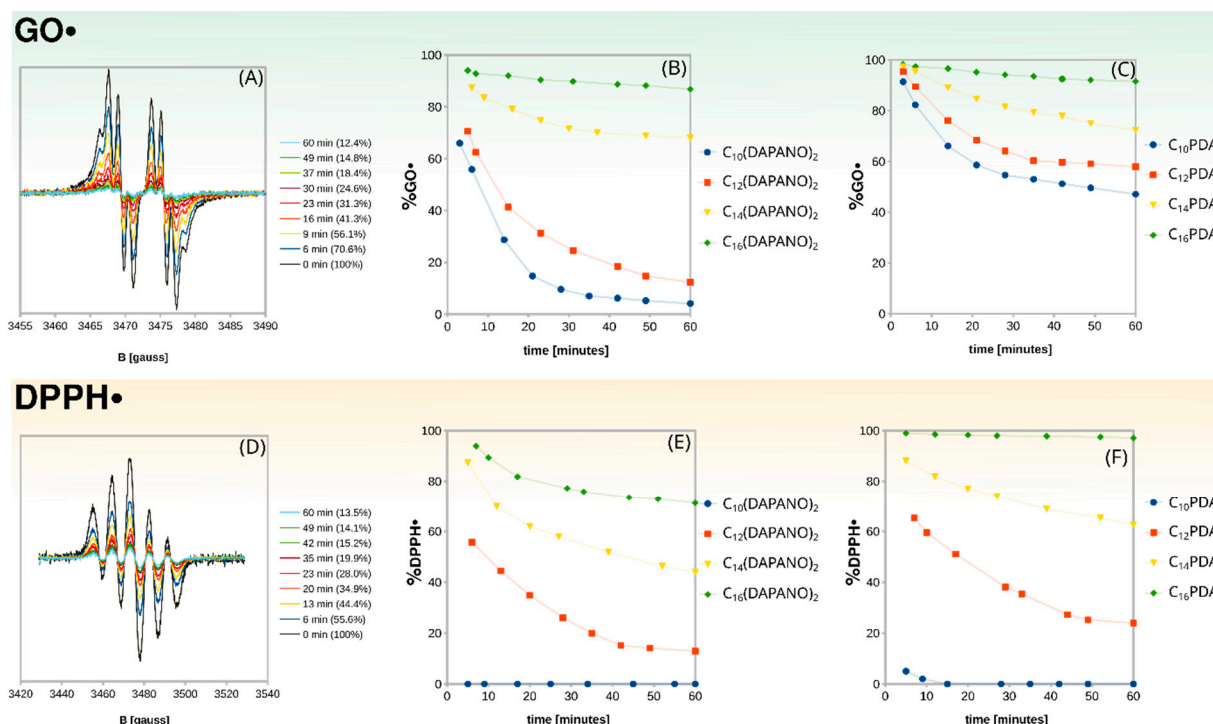 GO•
(A)
60 min (12.4%)
49 min (14.8%)
37 min (18.4%)
30 min (24.6%)
23 min (31.3%)
16 min (41.3%)
9 min (56.1%)
6 min (70.6%)
0 min (100%)
3455 3460 3465 3470 3475 3480 3485 3490
B [gauss]
(B)
%GO•
100
80
60
40
20
0
0 10 20 30 40 50 60
time [minutes]
C₁₀(DAPANO)₂
C₁₂(DAPANO)₂
C₁₄(DAPANO)₂
C₁₆(DAPANO)₂
(C)
%GO•
100
80
60
40
20
0
0 10 20 30 40 50 60
time [minutes]
C₁₀PDA
C₁₂PDA
C₁₄PDA
C₁₆PDA
DPPH•
(D)
60 min (13.5%)
49 min (14.1%)
42 min (15.2%)
35 min (19.9%)
23 min (28.0%)
20 min (34.9%)
13 min (44.4%)
6 min (55.6%)
0 min (100%)
3420 3440 3460 3480 3500 3520 3540
B [gauss]
(E)
%DPPH•
100
80
60
40
20
0
0 10 20 30 40 50 60
time [minutes]
C₁₀(DAPANO)₂
C₁₂(DAPANO)₂
C₁₄(DAPANO)₂
C₁₆(DAPANO)₂
(F)
%DPPH•
100
80
60
40
20
0
0 10 20 30 40 50 60
time [minutes]
C₁₀PDA
C₁₂PDA
C₁₄PDA
C₁₆PDA